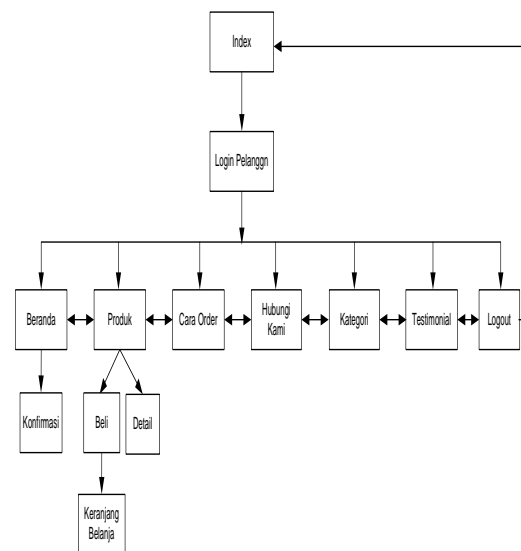 Index
Login Pelanggn
Beranda
Produk
Cara Order
Hubungi
Kami
Kategori
Testimonial
Logout
Konfirmasi
Beli
Detail
Keranjang
Belanja